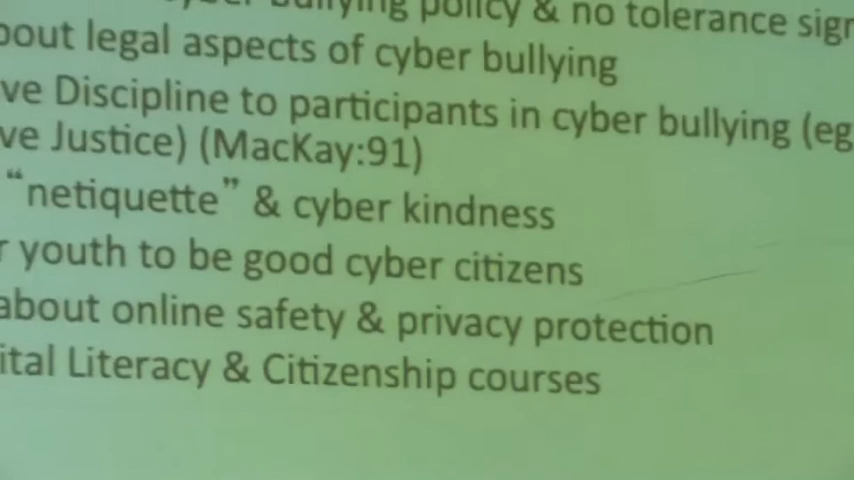 bullying policy & no tolerance
legal aspects of cyber bullying
ve Discipline to participants in cyber bullying (eg
ve Justice) (MacKay:91)
“netiquette” & cyber kindness
r youth to be good cyber citizens
about online safety & privacy protection
ital Literacy & Citizenship courses